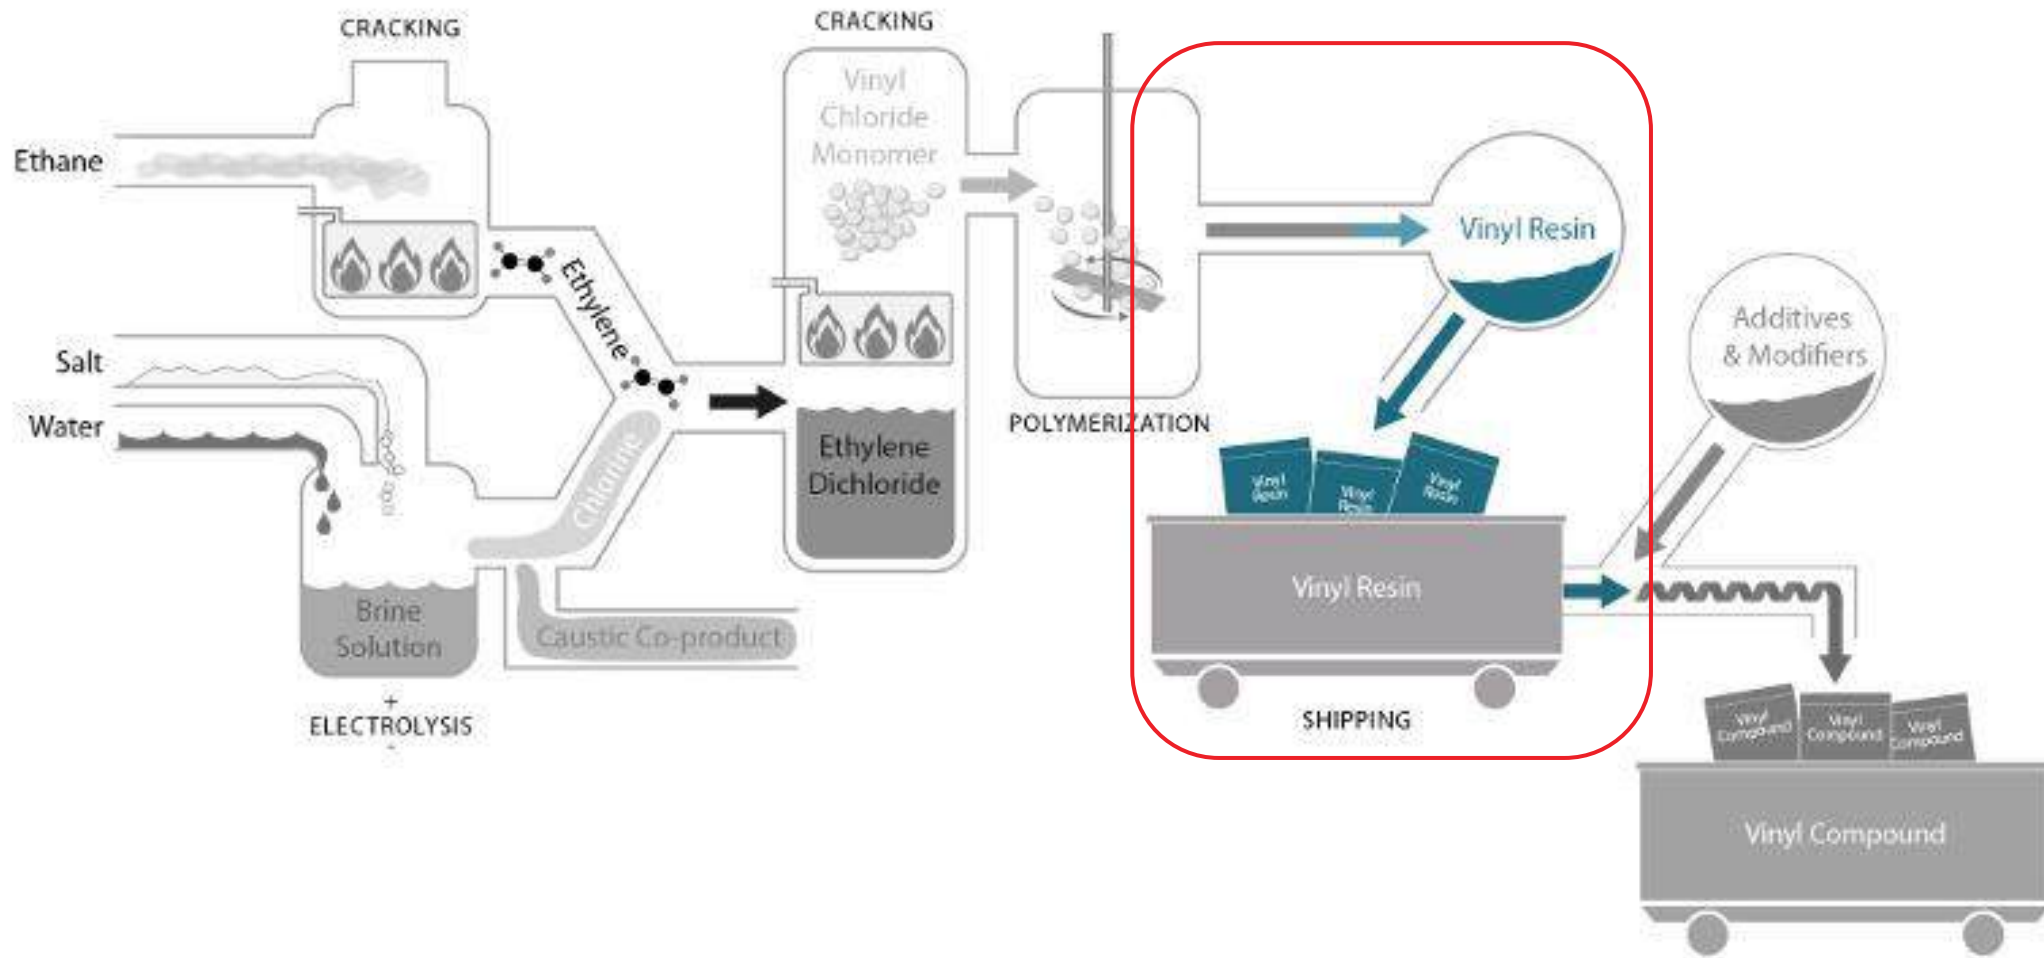 CRACKING
Ethane
Ethylene
Salt
Water
Chlorine
Brine
Solution
+
ELECTROLYSIS
-
Caustic Co-product
CRACKING
Vinyl
Chloride
Monomer
Ethylene
Dichloride
POLYMERIZATION
Vinyl Resin
Vinyl
Resin
Vinyl
Resin
Vinyl
Resin
Vinyl Resin
SHIPPING
Additives
& Modifiers
Vinyl
Compound
Vinyl
Compound
Vinyl
Compound
Vinyl Compound